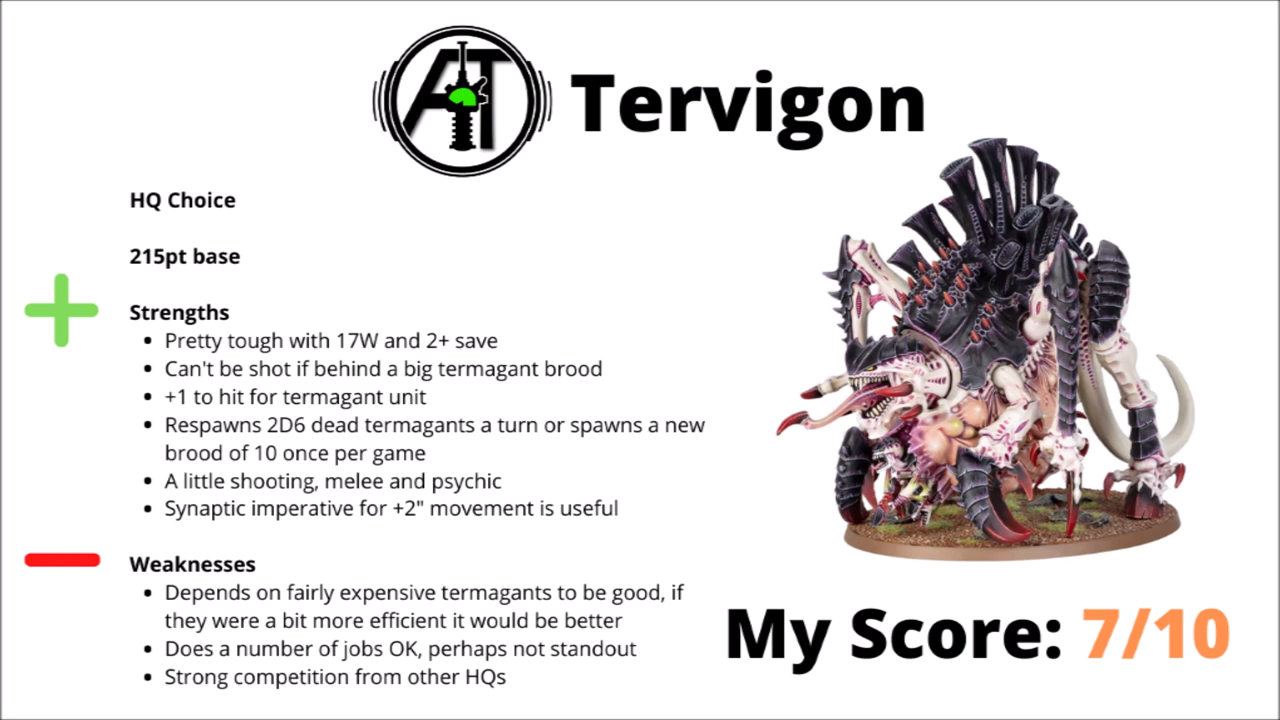 AT
Tervigon
HQ Choice
215pt base
Strengths
• Pretty tough with 17W and 2+ save
• Can't be shot if behind a big termagant brood
• +1 to hit for termagant unit
• Respawns 2D6 dead termagants a turn or spawns a new
brood of 10 once per game
• A little shooting, melee and psychic
• Synaptic imperative for +2" movement is useful
Weaknesses
• Depends on fairly expensive termagants to be good, if
they were a bit more efficient it would be better
• Does a number of jobs OK, perhaps not standout
• Strong competition from other HQs
My Score: 7/10